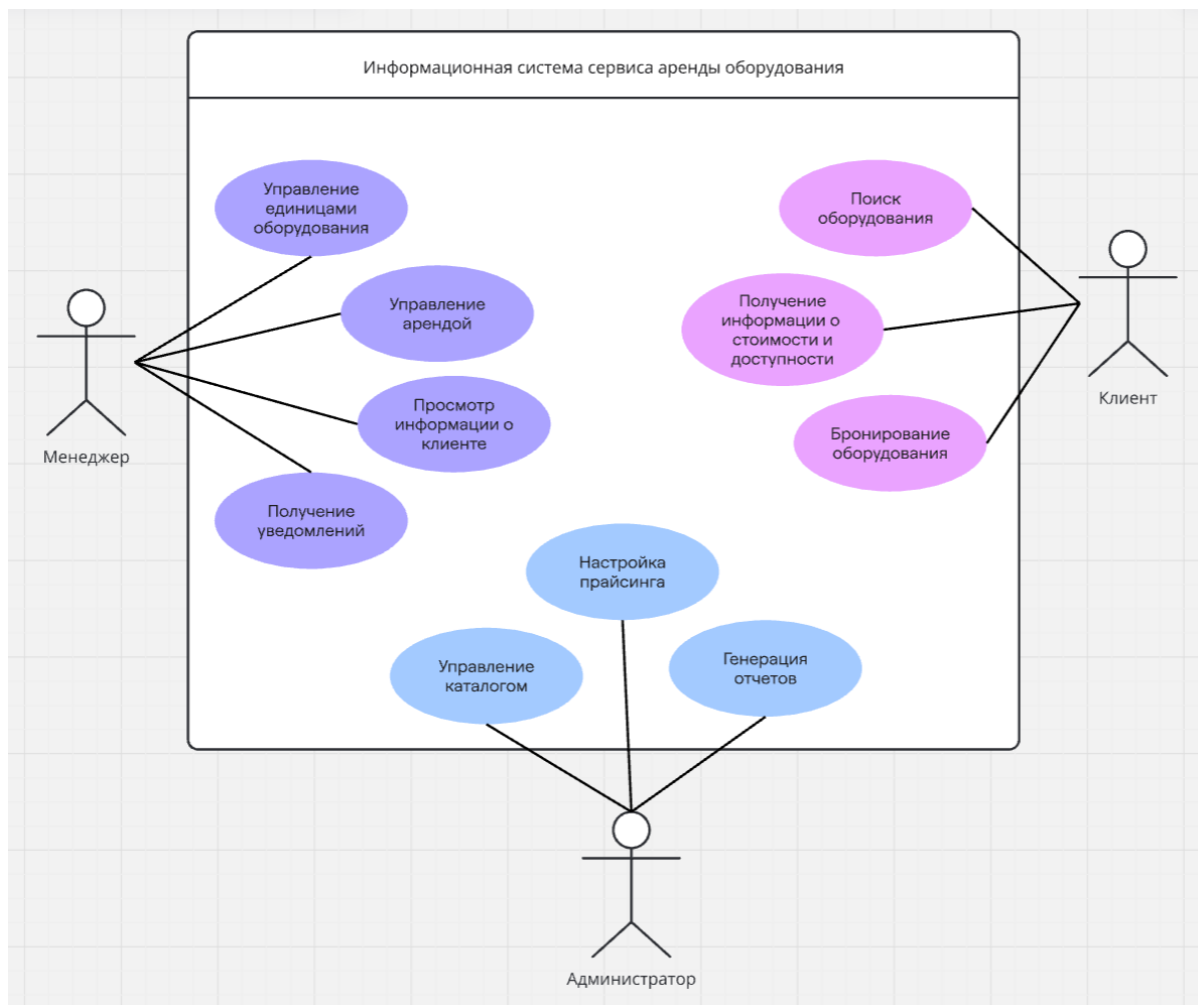 Информационная система сервиса аренды оборудования
Управление
единицами
оборудования
Поиск
оборудования
Управление
арендой
Получение
информации о
стоимости и
доступности
Клиент
Просмотр
информации о
клиенте
Бронирование
оборудования
Менеджер
Получение
уведомлений
Настройка
прайсинга
Управление
каталогом
Генерация
отчетов
Администратор